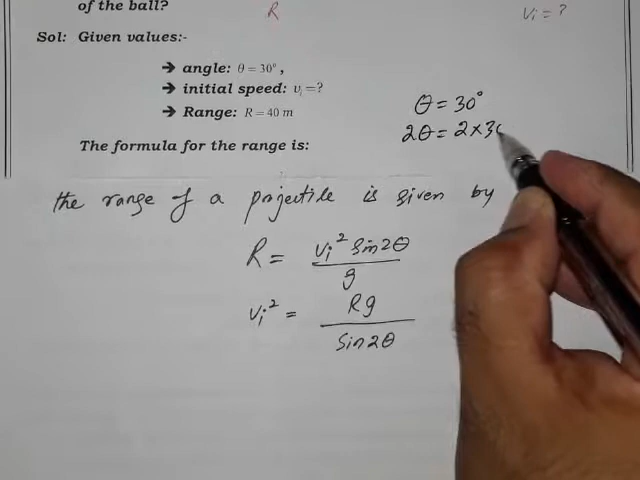 of the ball?
R
Vi = ?
Sol: Given values:-
➔ angle: θ = 30°,
➔ initial speed: vᵢ = ?
➔ Range: R = 40 m
θ = 30°
2θ = 2×30
The formula for the range is:
the range of a projectile is given by
R = Vi² Sin2θ / g
Vi² = Rg / Sin2θ